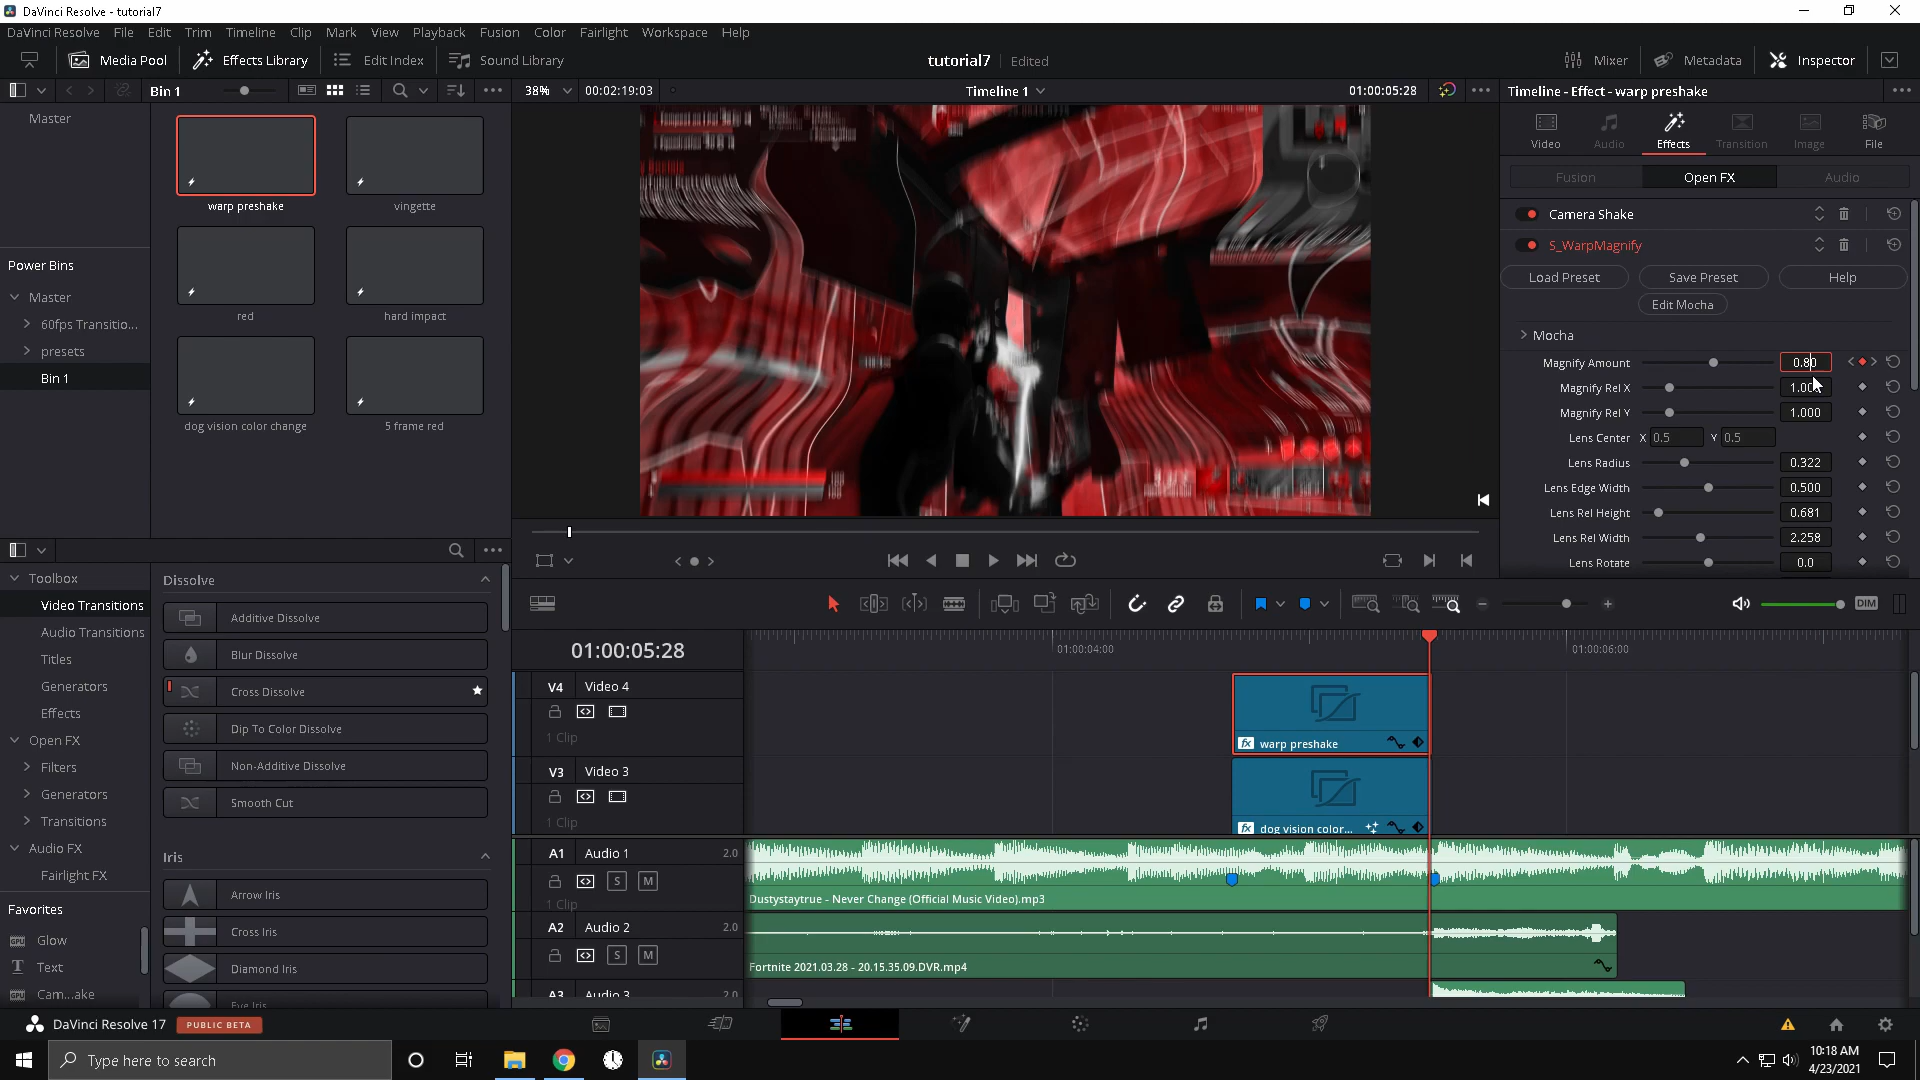 DaVinci Resolve - tutorial7
DaVinci Resolve File Edit Trim Timeline Clip Mark View Playback Fusion Color Fairlight Workspace Help
Media Pool Effects Library Edit Index Sound Library tutorial7 Edited Mixer Metadata Inspector
Bin 1 38% 00:02:19:03 Timeline 1 01:00:05:28 Timeline - Effect - warp preshake
Master
Power Bins
Master
60fps Transitio...
presets
Bin 1
warp preshake
vingette
red
hard impact
dog vision color change
5 frame red
Video Audio Effects Transition Image File
Fusion Open FX Audio
Camera Shake
S_WarpMagnify
Load Preset Save Preset Help
Edit Mocha
Mocha
Magnify Amount 0.80
Magnify Rel X 1.00
Magnify Rel Y 1.000
Lens Center X 0.5 Y 0.5
Lens Radius 0.322
Lens Edge Width 0.500
Lens Rel Height 0.681
Lens Rel Width 2.258
Lens Rotate 0.0
Toolbox
Video Transitions
Audio Transitions
Titles
Generators
Effects
Open FX
Filters
Generators
Transitions
Audio FX
Fairlight FX
Favorites
Glow
Text
Cam...ake
Dissolve
Additive Dissolve
Blur Dissolve
Cross Dissolve
Dip To Color Dissolve
Non-Additive Dissolve
Smooth Cut
Iris
Arrow Iris
Cross Iris
Diamond Iris
Eye Iris
DIM
01:00:05:28 01:00:04:00 01:00:06:00
V4 Video 4
1 Clip
fx warp preshake
V3 Video 3
1 Clip
fx dog vision color...
A1 Audio 1 2.0
S M
1 Clip
Dustystaytrue - Never Change (Official Music Video).mp3
A2 Audio 2 2.0
S M
Fortnite 2021.03.28 - 20.15.35.09.DVR.mp4
A3 Audio 3 2.0
DaVinci Resolve 17 PUBLIC BETA
Type here to search
10:18 AM
4/23/2021